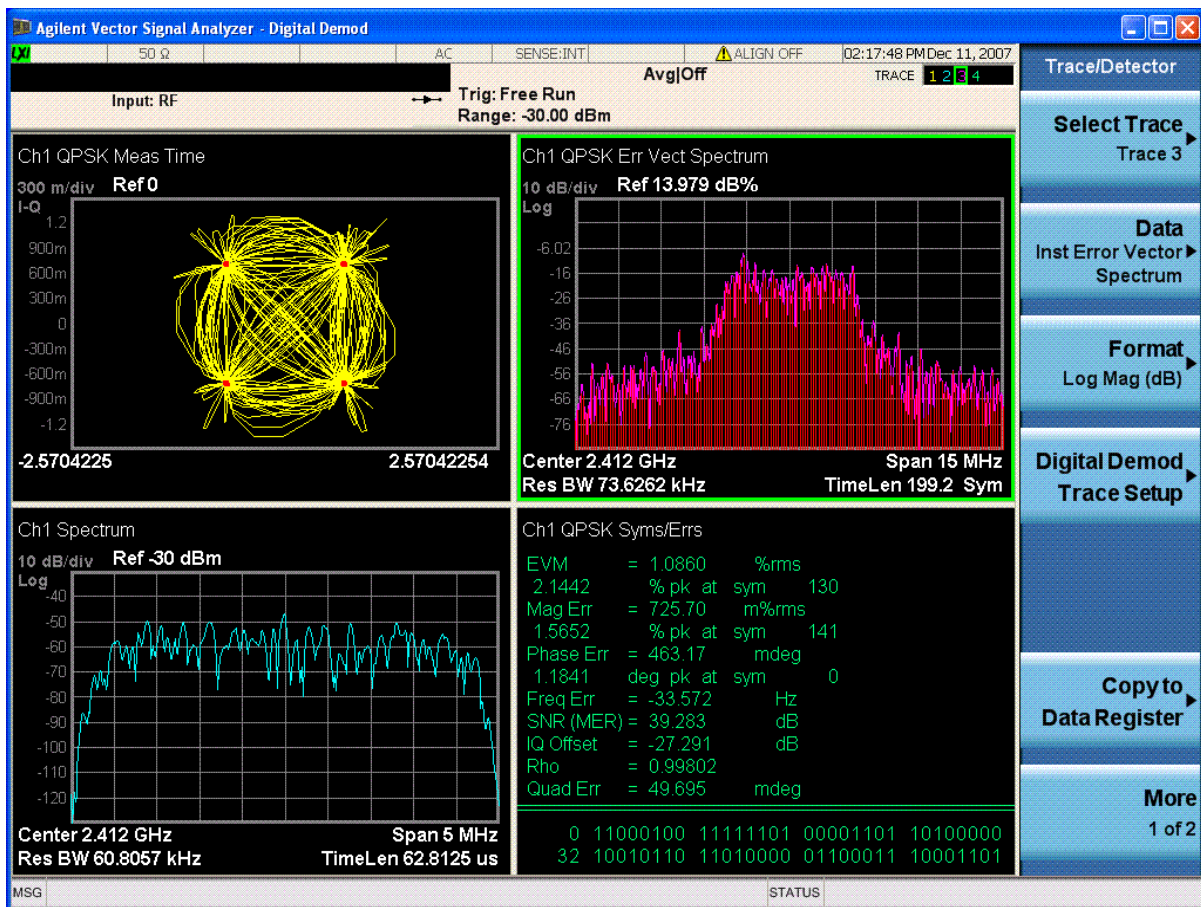 Agilent Vector Signal Analyzer - Digital Demod
LXI 50 Ω AC SENSE:INT ALIGN OFF 02:17:48 PM Dec 11, 2007
Avg|Off
TRACE 1 2 3 4
Input: RF
Trig: Free Run
Range: -30.00 dBm
Ch1 QPSK Meas Time
300 m/div Ref 0
I-Q
1.2
900m
600m
300m
0
-300m
-600m
-900m
-1.2
-2.5704225 2.57042254
Ch1 QPSK Err Vect Spectrum
10 dB/div Ref 13.979 dB%
Log
-6.02
-16
-26
-36
-46
-56
-66
-76
Center 2.412 GHz Span 15 MHz
Res BW 73.6262 kHz TimeLen 199.2 Sym
Ch1 Spectrum
10 dB/div Ref -30 dBm
Log
-40
-50
-60
-70
-80
-90
-100
-110
-120
Center 2.412 GHz Span 5 MHz
Res BW 60.8057 kHz TimeLen 62.8125 us
Ch1 QPSK Syms/Errs
EVM = 1.0860 %rms
2.1442 % pk at sym 130
Mag Err = 725.70 m%rms
1.5652 % pk at sym 141
Phase Err = 463.17 mdeg
1.1841 deg pk at sym 0
Freq Err = -33.572 Hz
SNR (MER) = 39.283 dB
IQ Offset = -27.291 dB
Rho = 0.99802
Quad Err = 49.695 mdeg
0 11000100 11111101 00001101 10100000
32 10010110 11010000 01100011 10001101
Trace/Detector
Select Trace
Trace 3
Data
Inst Error Vector
Spectrum
Format
Log Mag (dB)
Digital Demod
Trace Setup
Copy to
Data Register
More
1 of 2
MSG STATUS